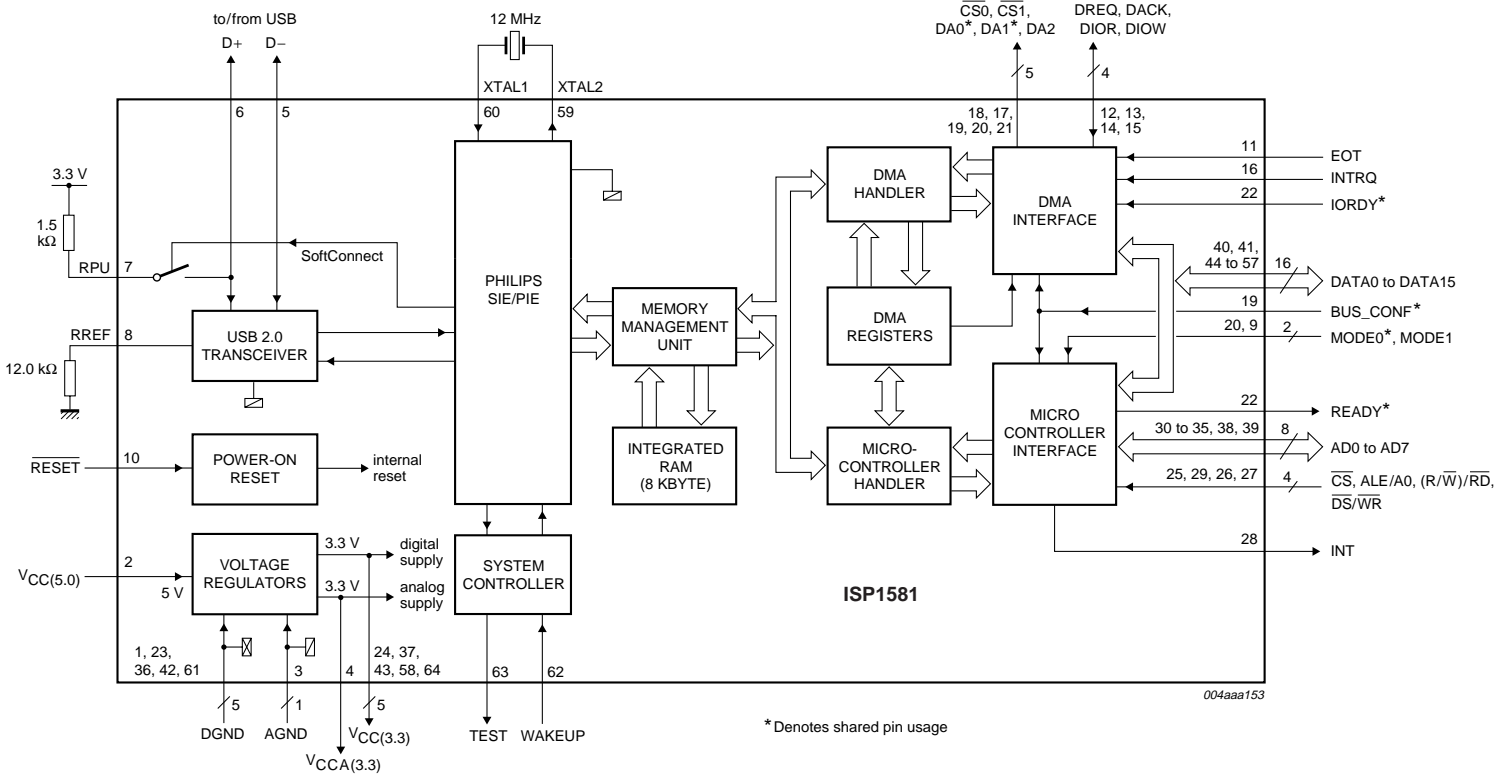 to/from USB
D+ D−
12 MHz
CS0, CS1,
DA0*, DA1*, DA2
DREQ, DACK,
DIOR, DIOW
5
4
XTAL1
XTAL2
6
5
60
59
18, 17,
19, 20, 21
12, 13,
14, 15
3.3 V
1.5
kΩ
RPU
7
SoftConnect
RREF
8
12.0 kΩ
USB 2.0
TRANSCEIVER
PHILIPS
SIE/PIE
MEMORY
MANAGEMENT
UNIT
INTEGRATED
RAM
(8 KBYTE)
DMA
HANDLER
DMA
REGISTERS
MICRO-
CONTROLLER
HANDLER
DMA
INTERFACE
MICRO
CONTROLLER
INTERFACE
11
EOT
16
INTRQ
22
IORDY*
40, 41,
44 to 57
16
DATA0 to DATA15
19
BUS_CONF*
20, 9
2
MODE0*, MODE1
22
READY*
30 to 35, 38, 39
8
AD0 to AD7
25, 29, 26, 27
4
CS, ALE/A0, (R/W)/RD,
DS/WR
28
INT
RESET
10
POWER-ON
RESET
internal
reset
VCC(5.0)
2
5 V
VOLTAGE
REGULATORS
3.3 V
digital
supply
3.3 V
analog
supply
SYSTEM
CONTROLLER
ISP1581
1, 23,
36, 42, 61
3
4
24, 37,
43, 58, 64
63
62
5
1
5
DGND
AGND
VCC(3.3)
VCCA(3.3)
TEST
WAKEUP
* Denotes shared pin usage
004aaa153